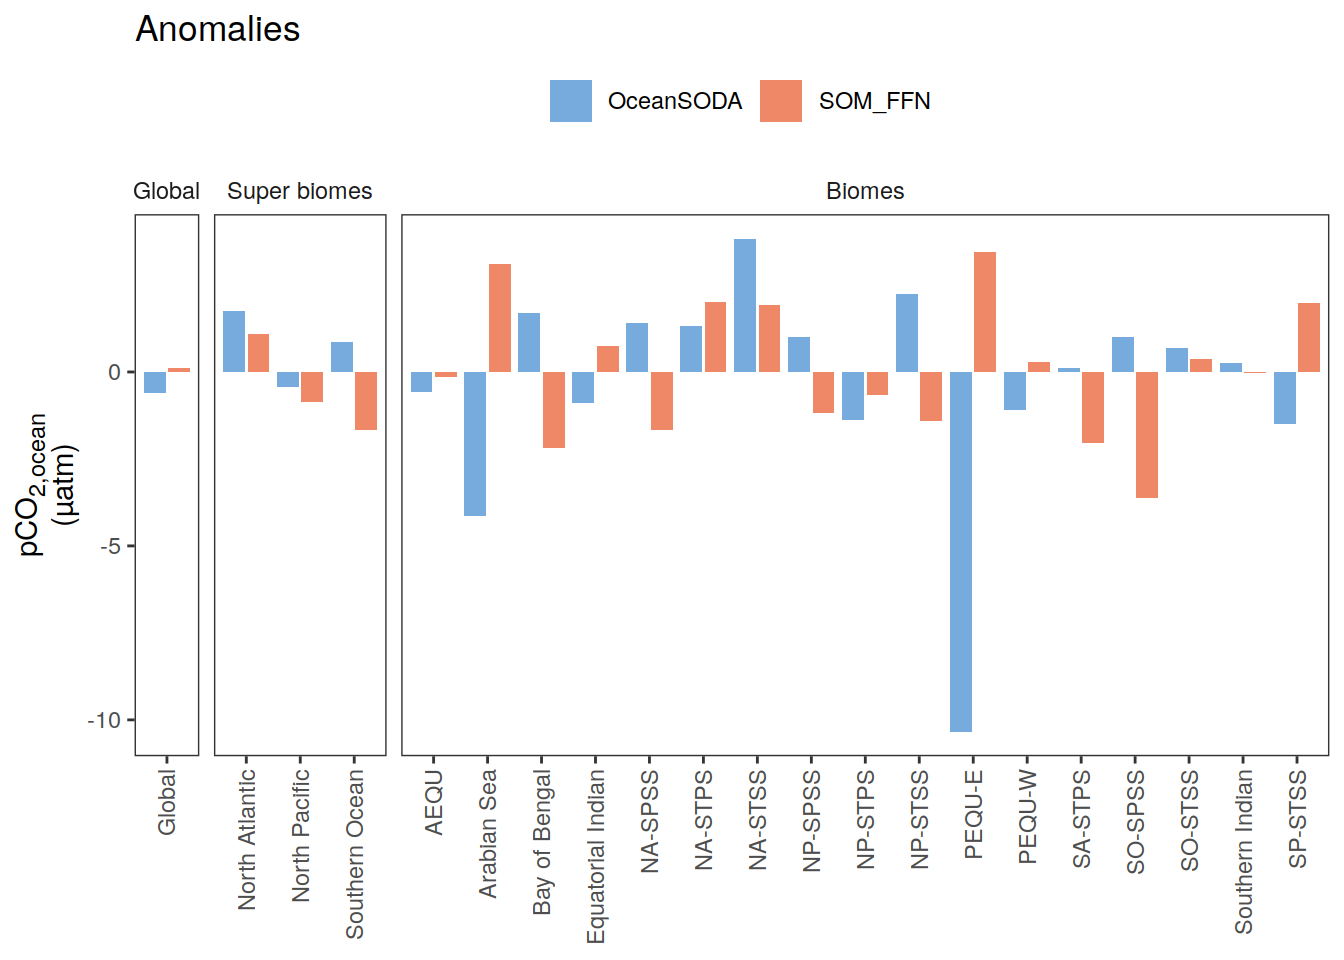 Anomalies
OceanSODA
SOM_FFN
Global
Super biomes
Biomes
pCO2,ocean
(µatm)
0
-5
-10
Global
North Atlantic
North Pacific
Southern Ocean
AEQU
Arabian Sea
Bay of Bengal
Equatorial Indian
NA-SPSS
NA-STPS
NA-STSS
NP-SPSS
NP-STPS
NP-STSS
PEQU-E
PEQU-W
SA-STPS
SO-SPSS
SO-STSS
Southern Indian
SP-STSS